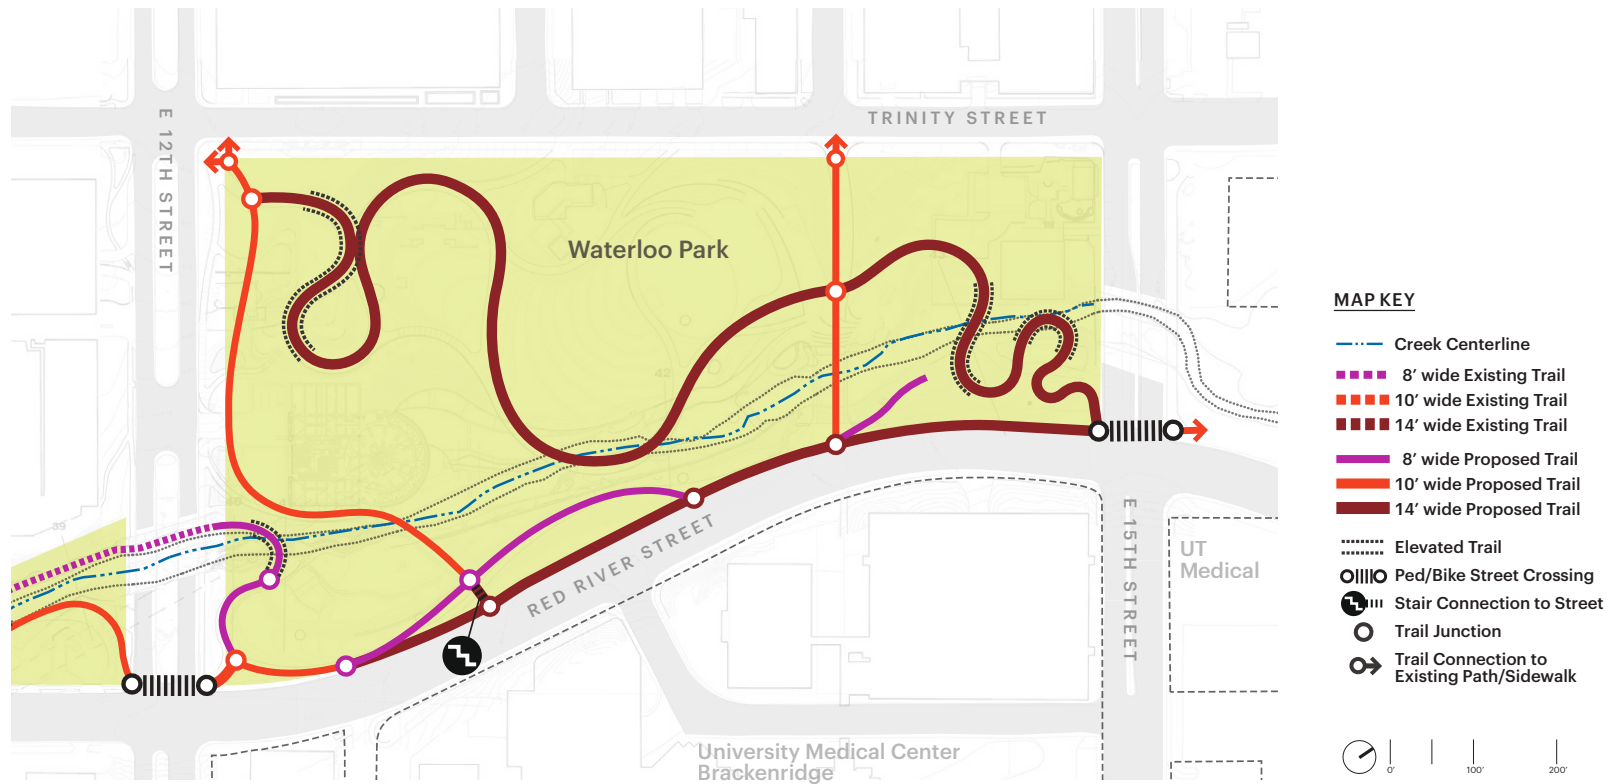 TRINITY STREET
E 12TH STREET
Waterloo Park
42
39
RED RIVER STREET
E 15TH STREET
UT
Medical
University Medical Center
Brackenridge
MAP KEY
Creek Centerline
8’ wide Existing Trail
10’ wide Existing Trail
14’ wide Existing Trail
8’ wide Proposed Trail
10’ wide Proposed Trail
14’ wide Proposed Trail
Elevated Trail
Ped/Bike Street Crossing
Stair Connection to Street
Trail Junction
Trail Connection to
Existing Path/Sidewalk
0’ 100’ 200’